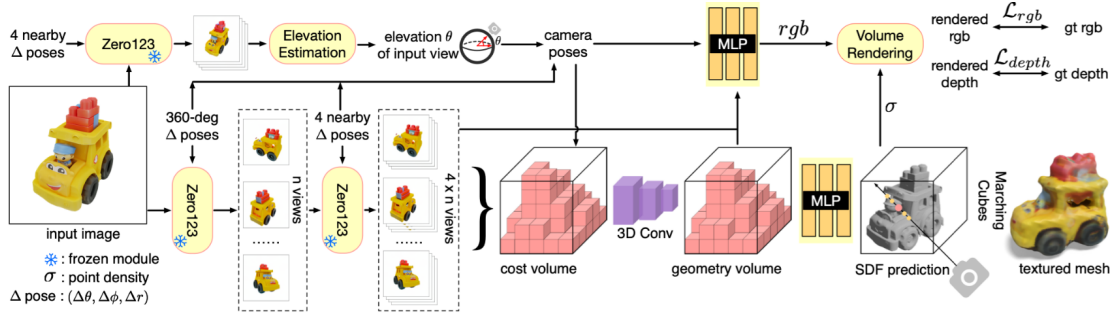 4 nearby
Δ poses
Zero123
Elevation
Estimation
elevation θ
of input view
θ
camera
poses
MLP
rgb
Volume
Rendering
rendered
rgb
ℒrgb
gt rgb
rendered
depth
ℒdepth
gt depth
360-deg
Δ poses
4 nearby
Δ poses
σ
Zero123
n views
Zero123
4 x n views
3D Conv
MLP
Marching
Cubes
input image
......
......
cost volume
geometry volume
SDF prediction
textured mesh
: frozen module
σ : point density
Δ pose : (Δθ, Δϕ, Δr)